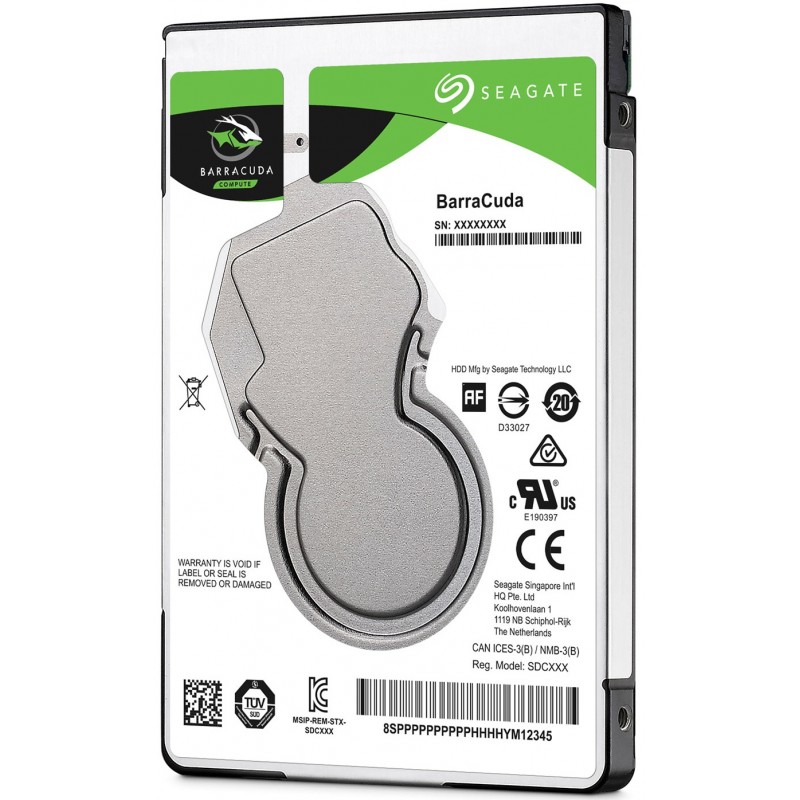 SEAGATE
BARRACUDA
COMPUTE
BarraCuda
SN: XXXXXXXX
HDD Mfg by Seagate Technology LLC
AF
20
D33027
c UR® US
E190397
CE
WARRANTY IS VOID IF
LABEL OR SEAL IS
REMOVED OR DAMAGED
Seagate Singapore Int'l
HQ Pte. Ltd
Koolhovenlaan 1
1119 NB Schiphol-Rijk
The Netherlands
CAN ICES-3(B) / NMB-3(B)
Reg. Model: SDCXXX
TÜV
SÜD
MSIP-REM-STX-
SDCXXX
8SPPPPPPPPPPHHHHYM12345